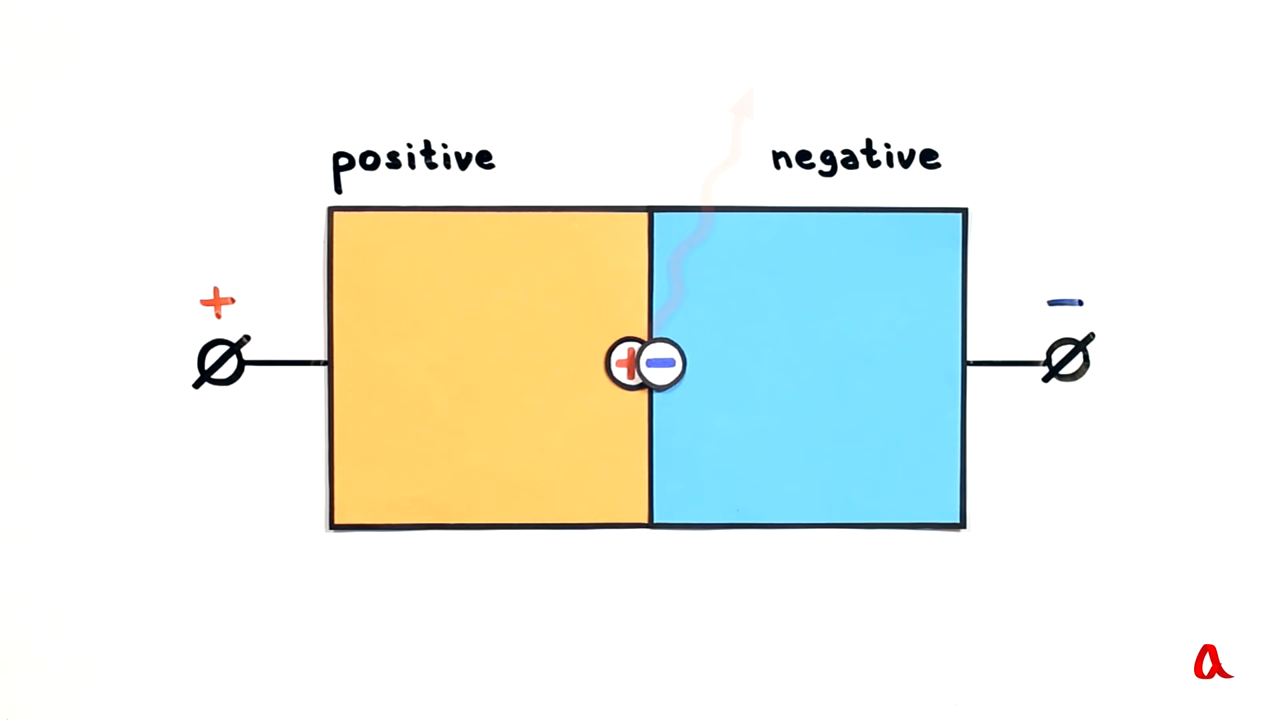 positive
negative
+
-
+
-
a